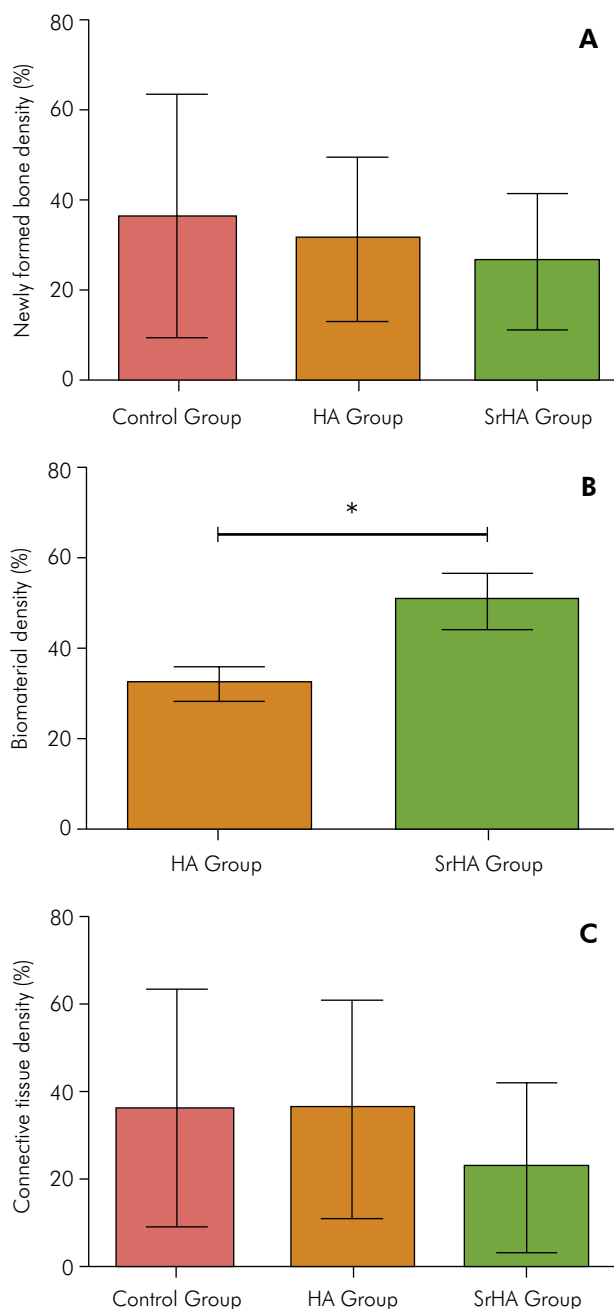 A
Newly formed bone density (%)
80
60
40
20
0
Control Group HA Group SrHA Group
B
Biomaterial density (%)
80
60
40
20
0
*
HA Group SrHA Group
C
Connective tissue density (%)
80
60
40
20
0
Control Group HA Group SrHA Group